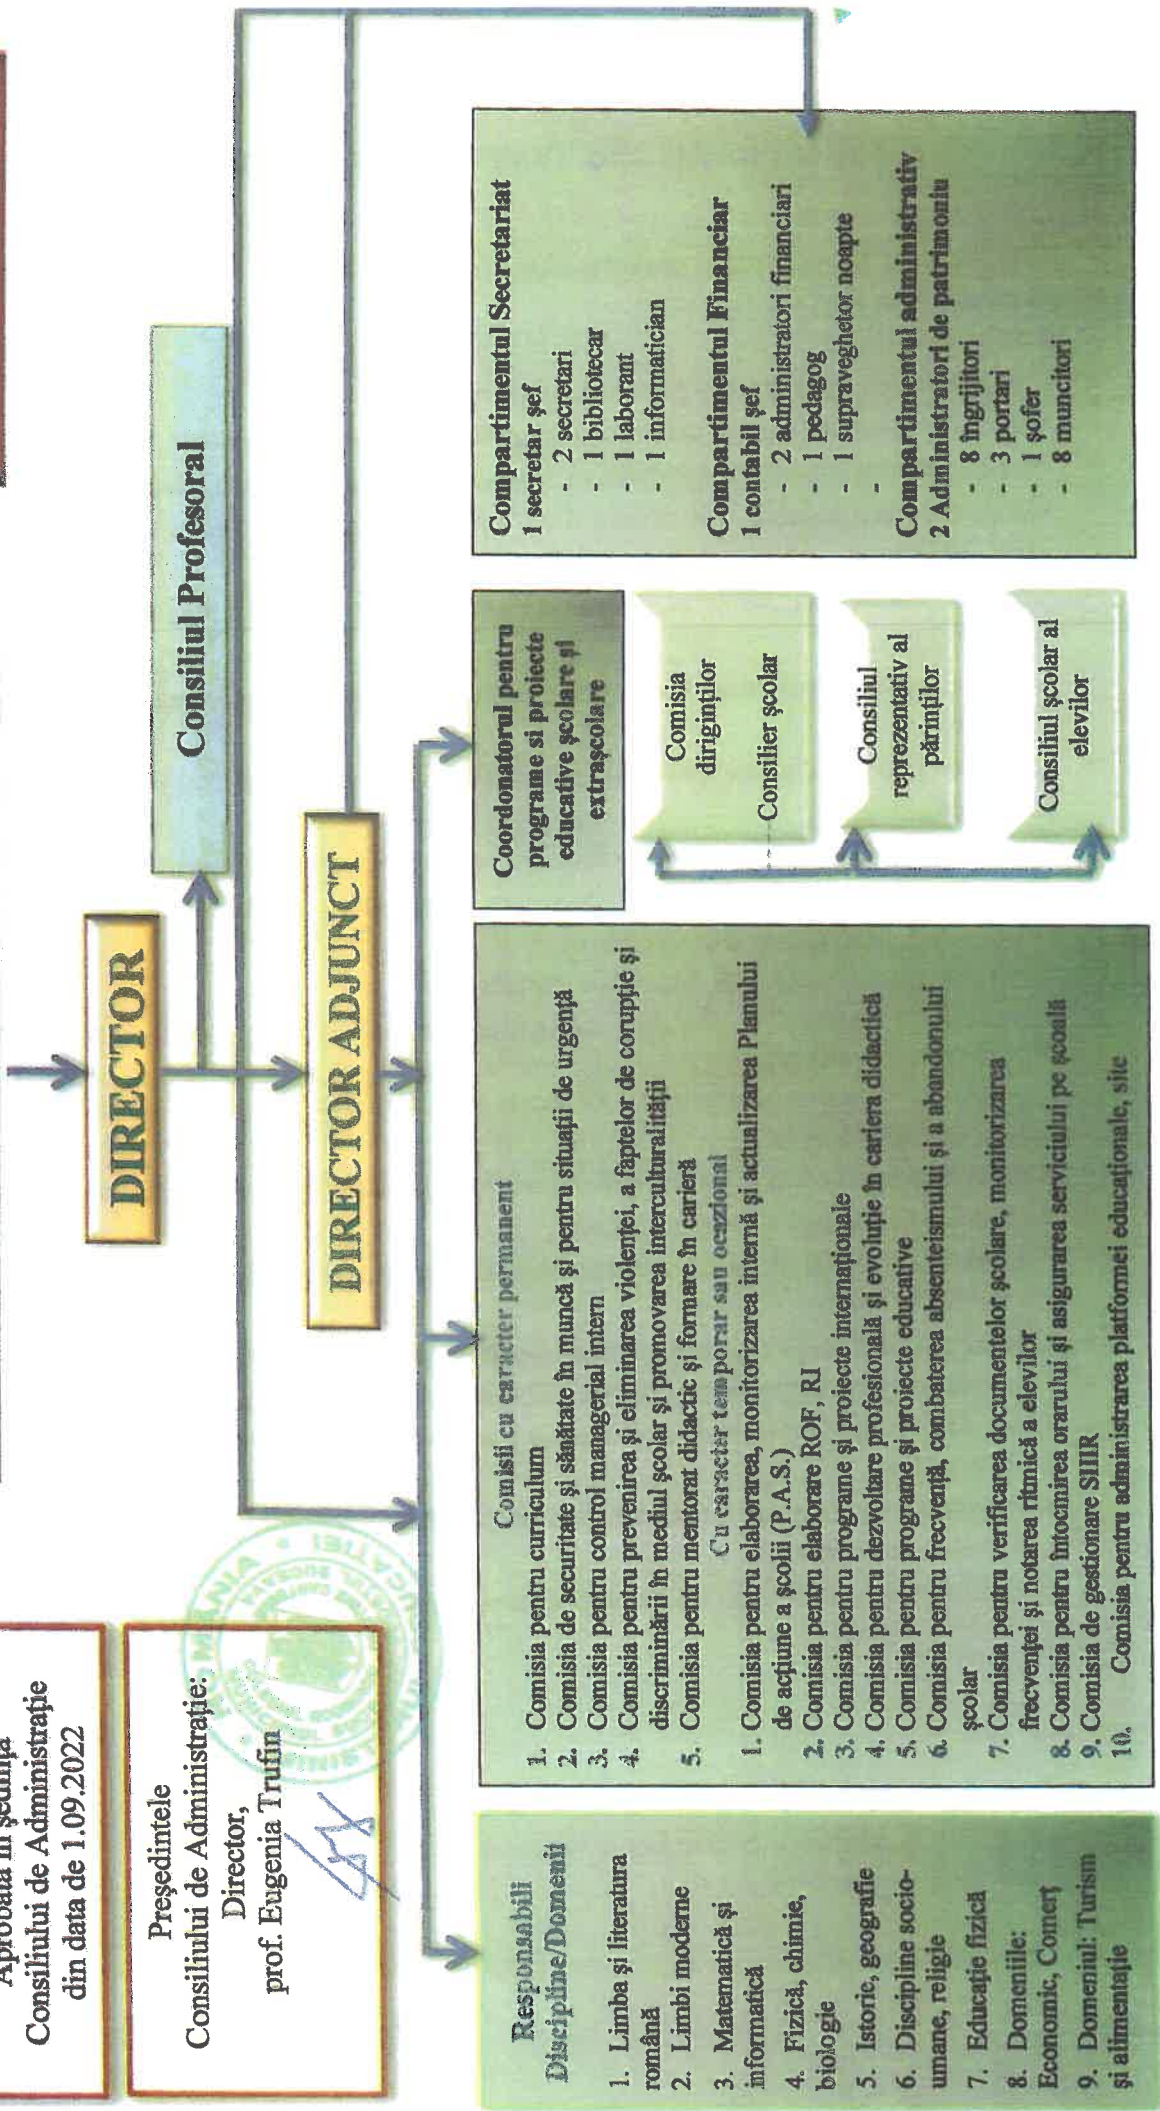 Aprobată în ședința
Consiliului de Administrație
din data de 1.09.2022
Președintele
Consiliului de Administrație:
Director,
prof. Eugenia Trufin
DIRECTOR
Consiliul Profesoral
DIRECTOR ADJUNCT
Responsabili
Discipline/Domenii
1. Limba și literatura
română
2. Limbi moderne
3. Matematică și
informatică
4. Fizică, chimie,
biologie
5. Istorie, geografie
6. Discipline socio-
umane, religie
7. Educație fizică
8. Domeniile:
Economic, Comerț
9. Domeniul: Turism
și alimentație
Comisii cu caracter permanent
1. Comisia pentru curiculum
2. Comisia de securitate și sănătate în muncă și pentru situații de urgență
3. Comisia pentru control managerial intern
4. Comisia pentru prevenirea și eliminarea violenței, a faptelor de corupție și
discriminării în mediul școlar și promovarea interculturalității
5. Comisia pentru mentorat didactic și formare în carieră
Cu caracter temporar sau ocazional
1. Comisia pentru elaborarea, monitorizarea internă și actualizarea Planului
de acțiune a școlii (P.A.S.)
2. Comisia pentru elaborare ROF, RI
3. Comisia pentru programe și proiecte internaționale
4. Comisia pentru dezvoltare profesională și evoluție în cariera didactică
5. Comisia pentru programe și proiecte educative
6. Comisia pentru frecvență, combaterea absenteismului și a abandonului
școlar
7. Comisia pentru verificarea documentelor școlare, monitorizarea
frecvenței și notarea ritmică a elevilor
8. Comisia pentru întocmirea orarului și asigurarea serviciului pe școală
9. Comisia de gestionare SIIIR
10. Comisia pentru administrarea platformei educaționale, site
Coordonatorul pentru
programe si proiecte
educative școlare și
extrașcolare
Comisia
diriginților
Consilier școlar
Consiliul
reprezentativ al
părinților
Consiliul școlar al
elevilor
Compartimentul Secretariat
1 secretar șef
- 2 secretari
- 1 bibliotecar
- 1 laborant
- 1 informatician
Compartimentul Financiar
1 contabil șef
- 2 administratori financiari
- 1 pedagog
- 1 supraveghetor noapte
-
Compartimentul administrativ
2 Administratori de patrimoniu
- 8 îngrijitori
- 3 portari
- 1 șofer
- 8 muncitori